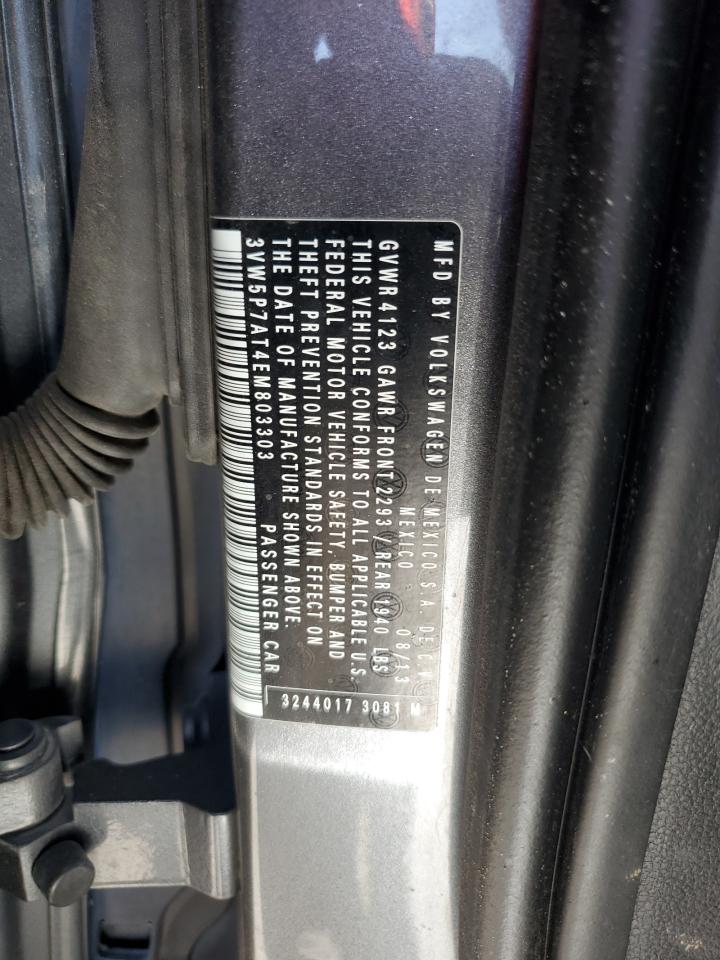 MFD BY VOLKSWAGEN DE MEXICO S.A. DE C.V.
MEXICO 08/13
GVWR 4123 GAWR FRONT 2293 / REAR 1940 LBS
THIS VEHICLE CONFORMS TO ALL APPLICABLE U.S.
FEDERAL MOTOR VEHICLE SAFETY, BUMPER AND
THEFT PREVENTION STANDARDS IN EFFECT ON
THE DATE OF MANUFACTURE SHOWN ABOVE.
3VW5P7AT4EM803303 PASSENGER CAR
3244017 3081 M